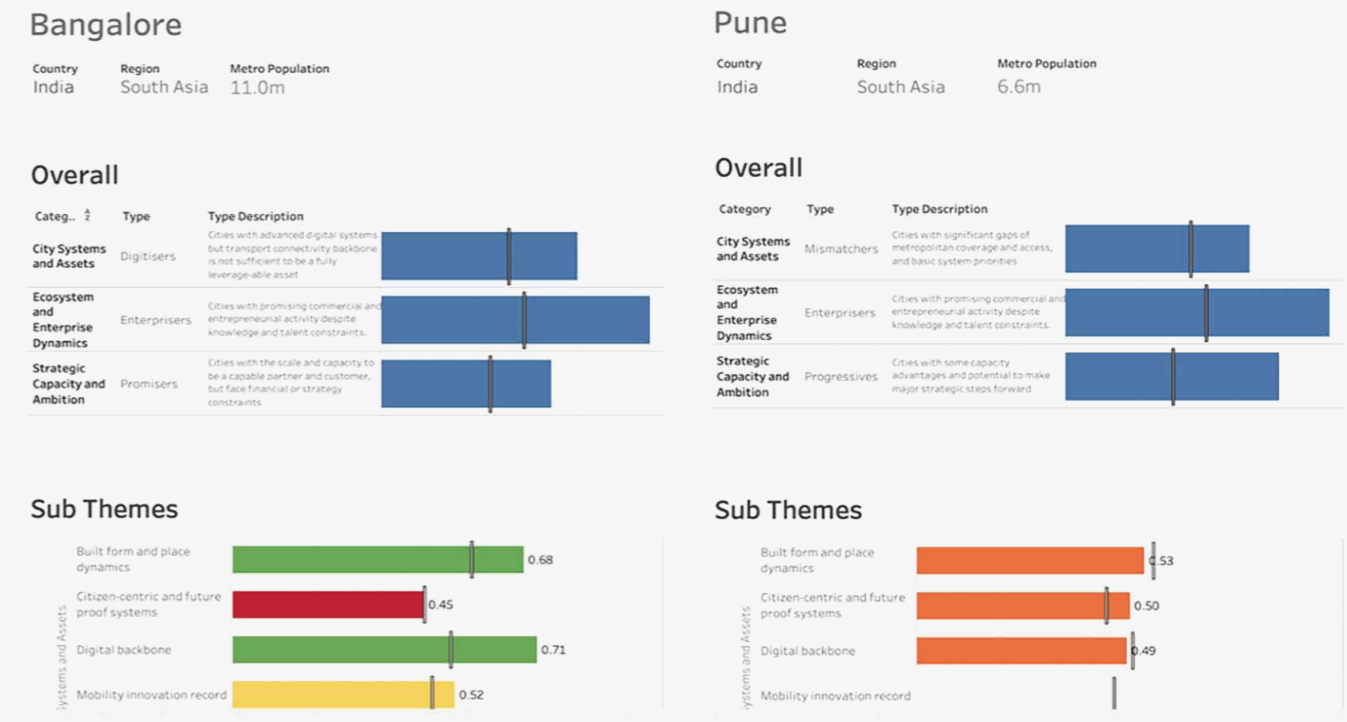 Bangalore
Country Region Metro Population
India South Asia 11.0m
Overall
Categ.. Type Type Description
City Systems
and Assets
Digitisers
Cities with advanced digital systems
but transport connectivity backbone
is not sufficient to be a fully
leverage-able asset
Ecosystem
and
Enterprise
Dynamics
Enterprisers
Cities with promising commercial and
entrepreneurial activity despite
knowledge and talent constraints.
Strategic
Capacity and
Ambition
Promisers
Cities with the scale and capacity to
be a capable partner and customer,
but face financial or strategy
constraints
Sub Themes
Built form and place
dynamics
0.68
Citizen-centric and future
proof systems
0.45
Digital backbone 0.71
Mobility innovation record 0.52
ystems and Assets
Pune
Country Region Metro Population
India South Asia 6.6m
Overall
Category Type Type Description
City Systems
and Assets
Mismatchers
Cities with significant gaps of
metropolitan coverage and access,
and basic system priorities
Ecosystem
and
Enterprise
Dynamics
Enterprisers
Cities with promising commercial and
entrepreneurial activity despite
knowledge and talent constraints.
Strategic
Capacity and
Ambition
Progressives
Cities with some capacity
advantages and potential to make
major strategic steps forward
Sub Themes
Built form and place
dynamics
0.53
Citizen-centric and future
proof systems
0.50
Digital backbone 0.49
Mobility innovation record
ystems and Assets